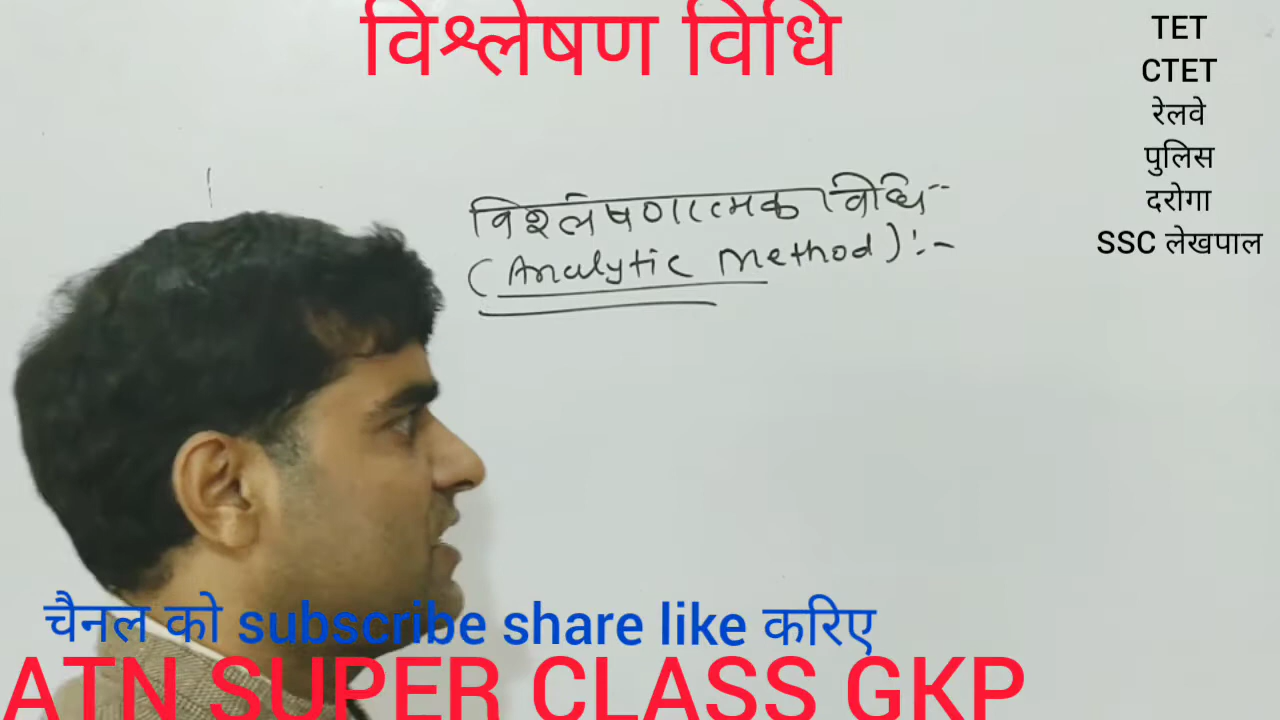 विश्लेषण विधि
TET
CTET
रेलवे
पुलिस
दरोगा
SSC लेखपाल
विश्लेषणात्मक विधि--
(Analytic Method):-
चैनल को subscribe share like करिए
ATN SUPER CLASS GKP